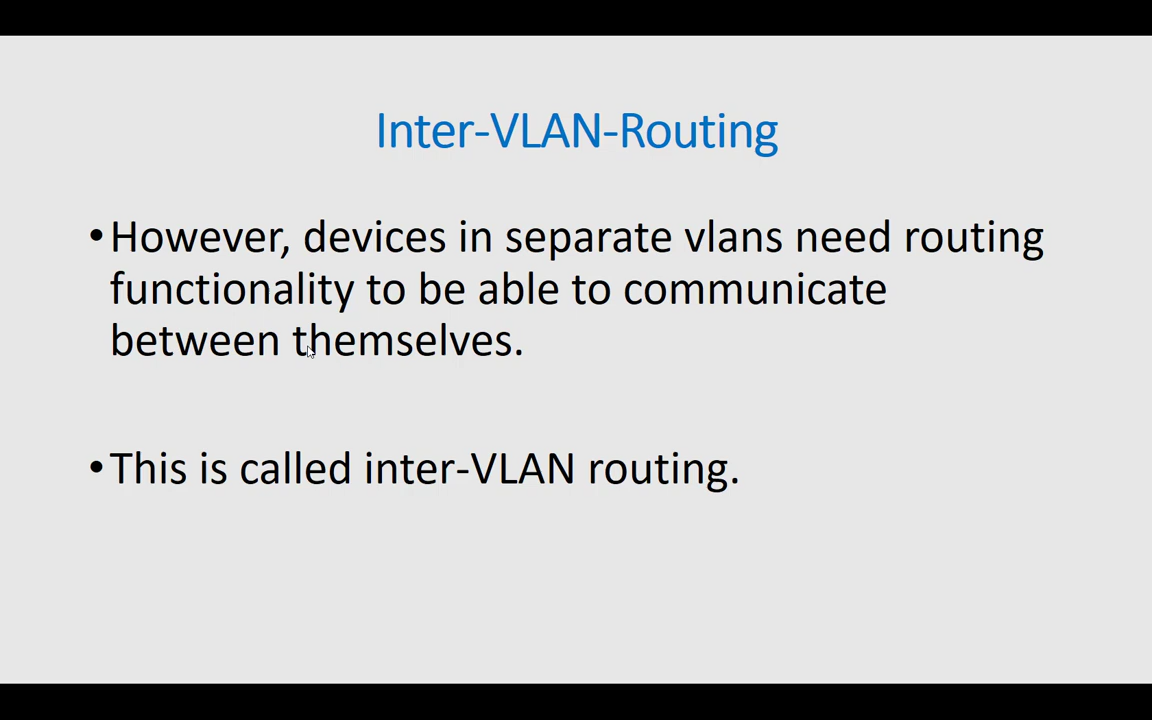 Inter-VLAN-Routing
•However, devices in separate vlans need routing
functionality to be able to communicate
between themselves.
•This is called inter-VLAN routing.